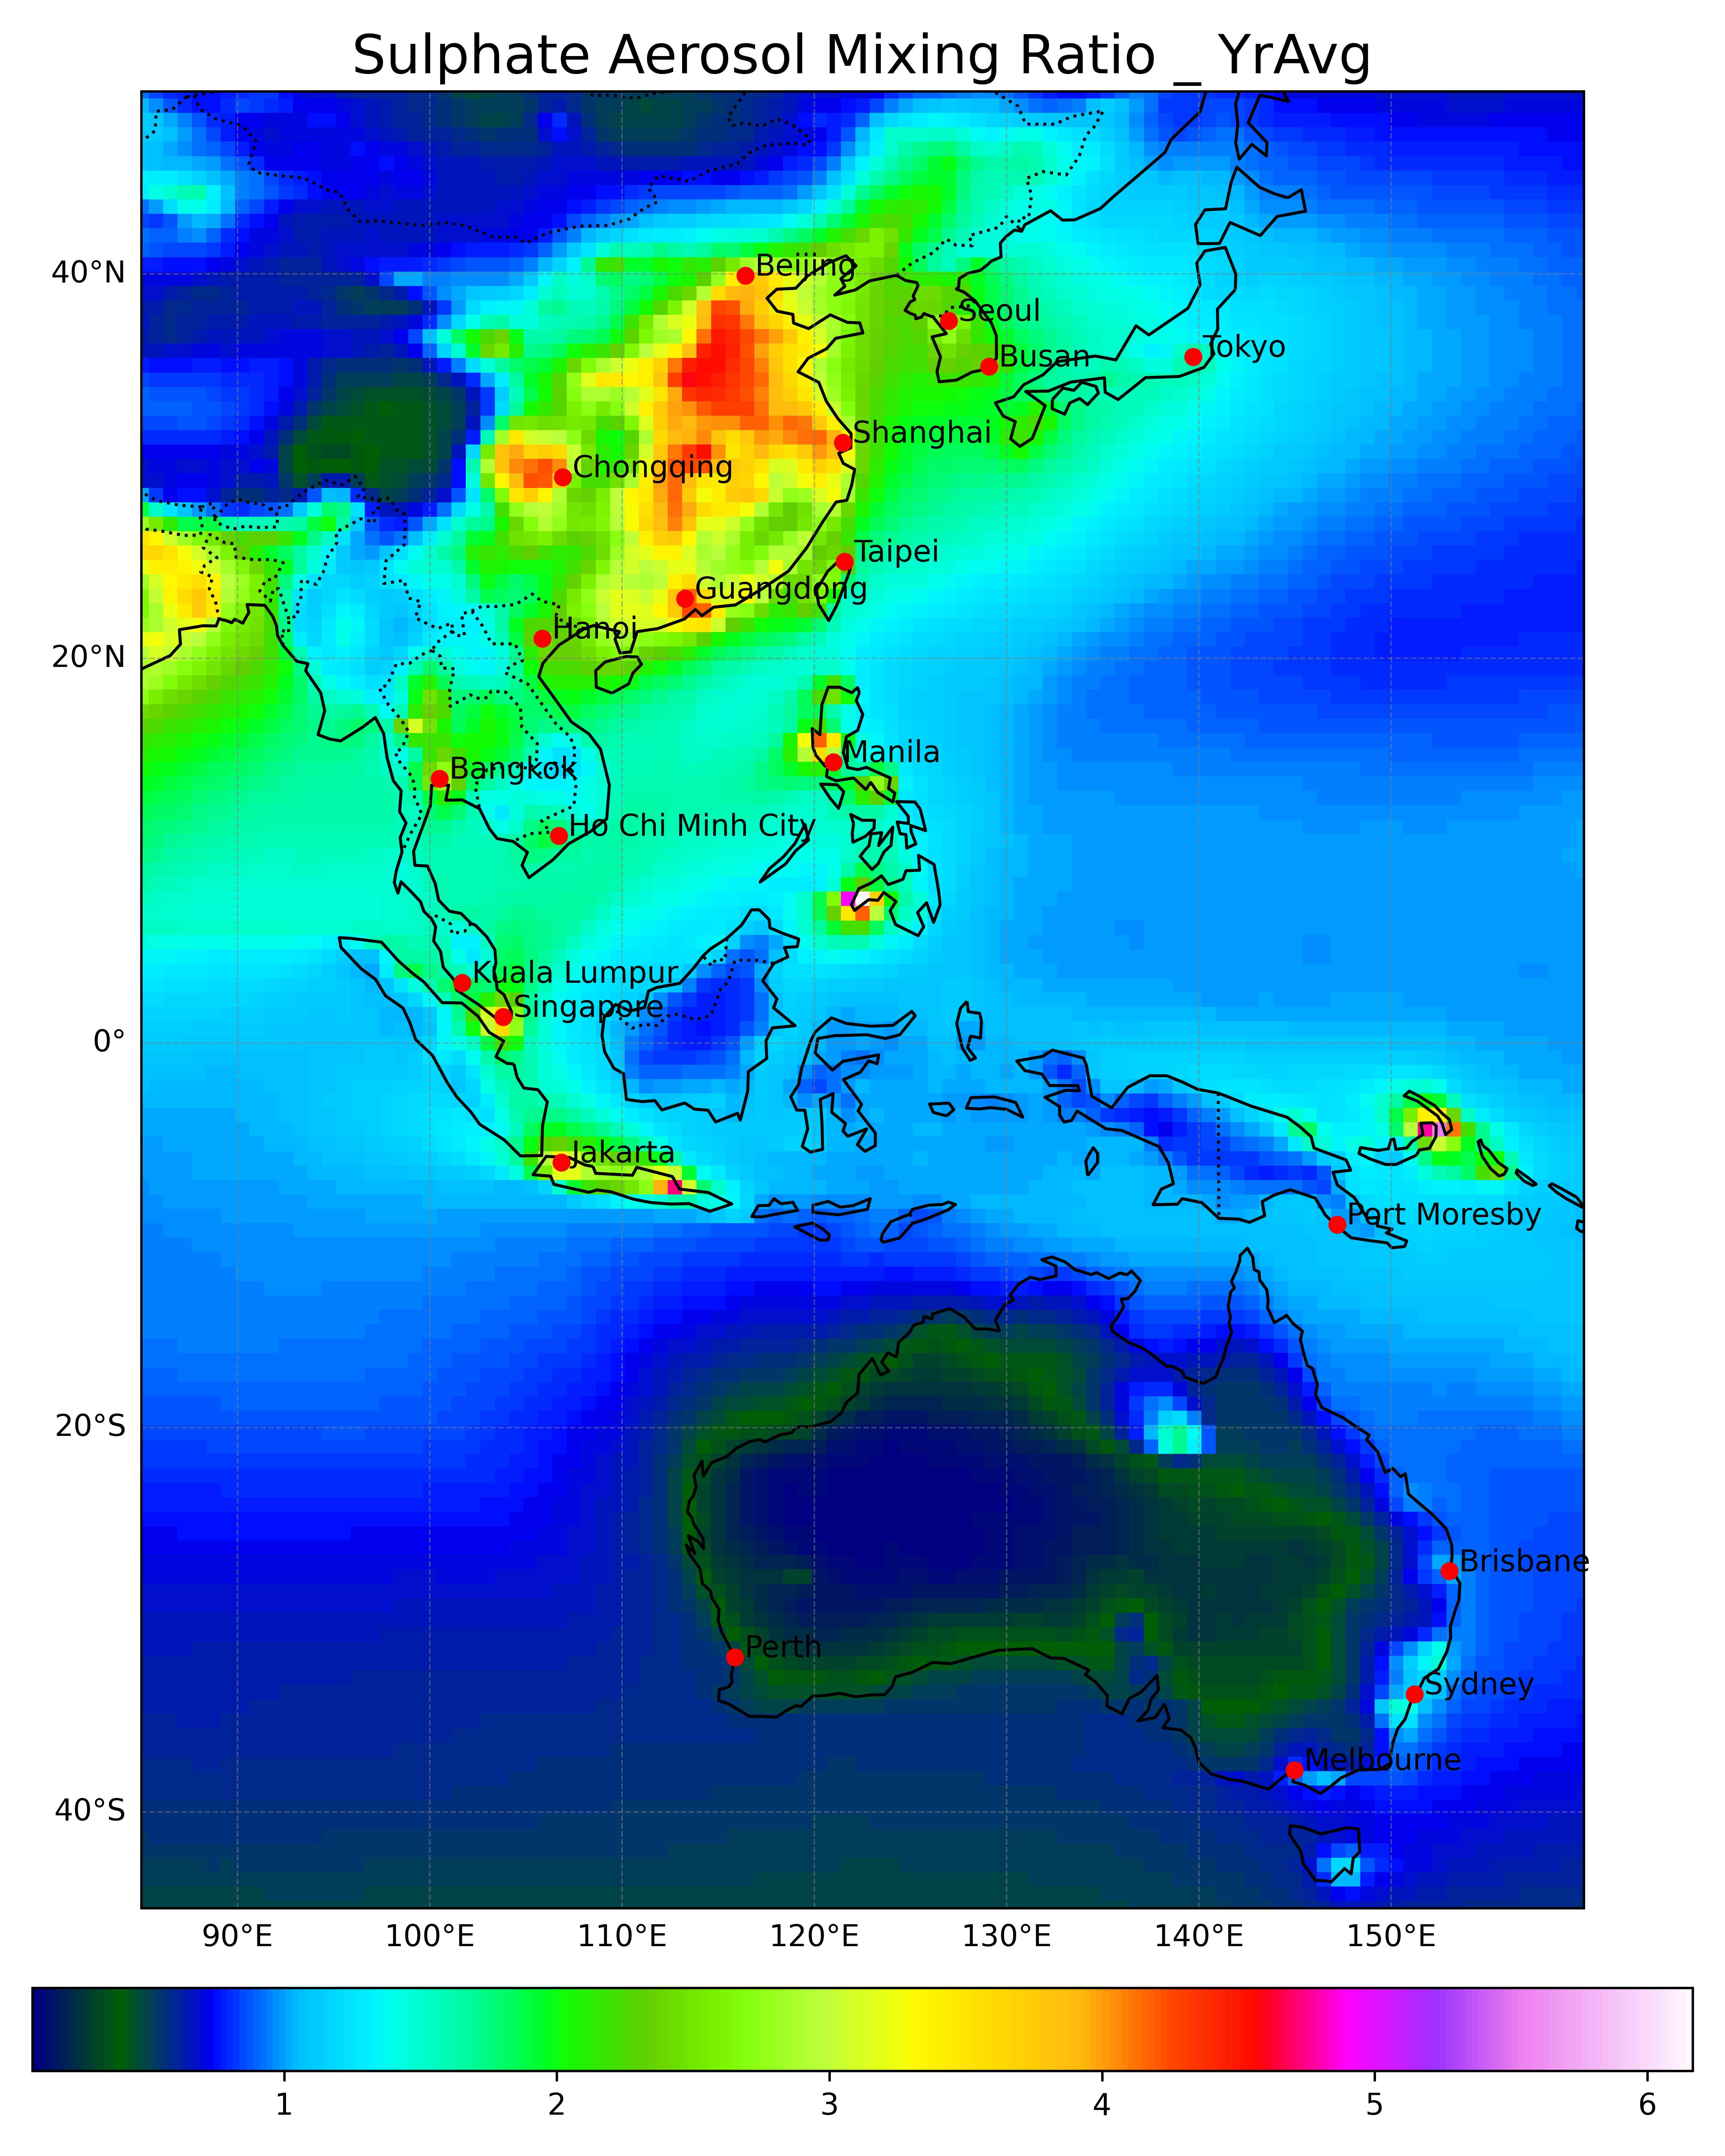 Sulphate Aerosol Mixing Ratio _ YrAvg
40°N
Beijing
Seoul
Tokyo
Busan
Shanghai
Chongqing
Taipei
Guangdong
Hanoi
20°N
Manila
Bangkok
Ho Chi Minh City
Kuala Lumpur
Singapore
0°
Jakarta
Port Moresby
20°S
Brisbane
Perth
Sydney
Melbourne
40°S
90°E 100°E 110°E 120°E 130°E 140°E 150°E
1 2 3 4 5 6